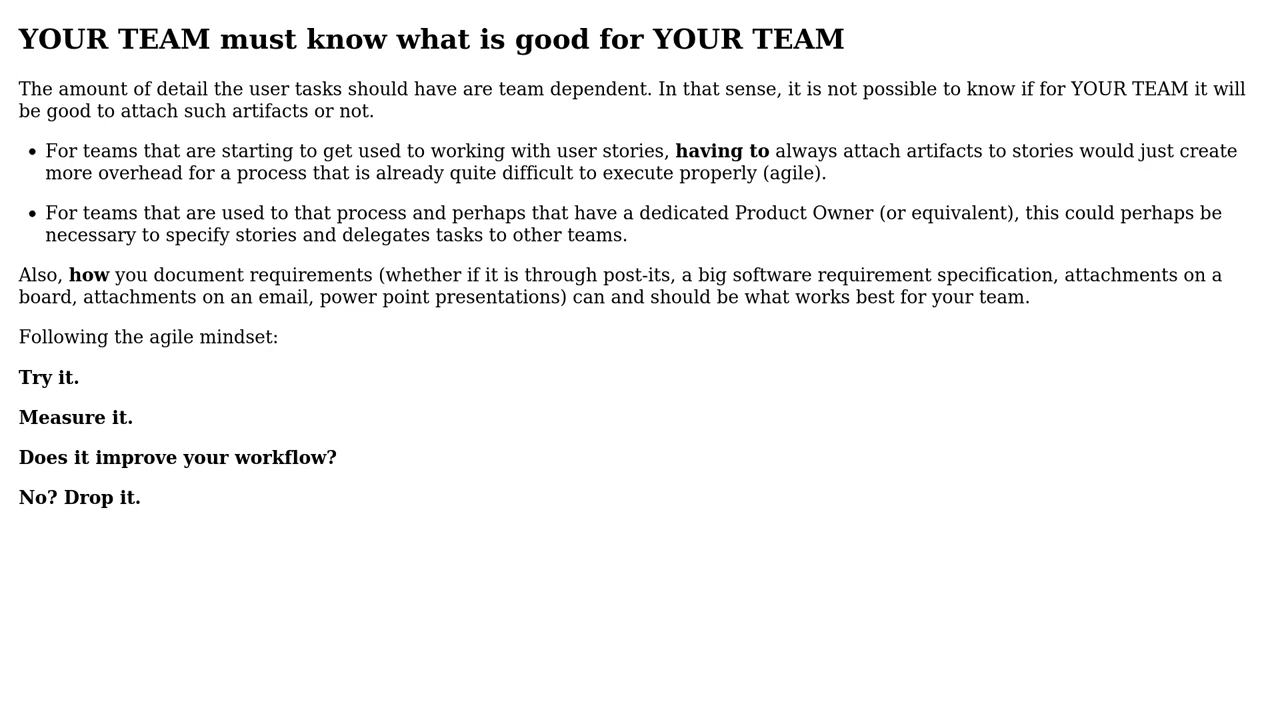 YOUR TEAM must know what is good for YOUR TEAM
The amount of detail the user tasks should have are team dependent. In that sense, it is not possible to know if for YOUR TEAM it will
be good to attach such artifacts or not.
• For teams that are starting to get used to working with user stories, having to always attach artifacts to stories would just create
more overhead for a process that is already quite difficult to execute properly (agile).
• For teams that are used to that process and perhaps that have a dedicated Product Owner (or equivalent), this could perhaps be
necessary to specify stories and delegates tasks to other teams.
Also, how you document requirements (whether if it is through post-its, a big software requirement specification, attachments on a
board, attachments on an email, power point presentations) can and should be what works best for your team.
Following the agile mindset:
Try it.
Measure it.
Does it improve your workflow?
No? Drop it.